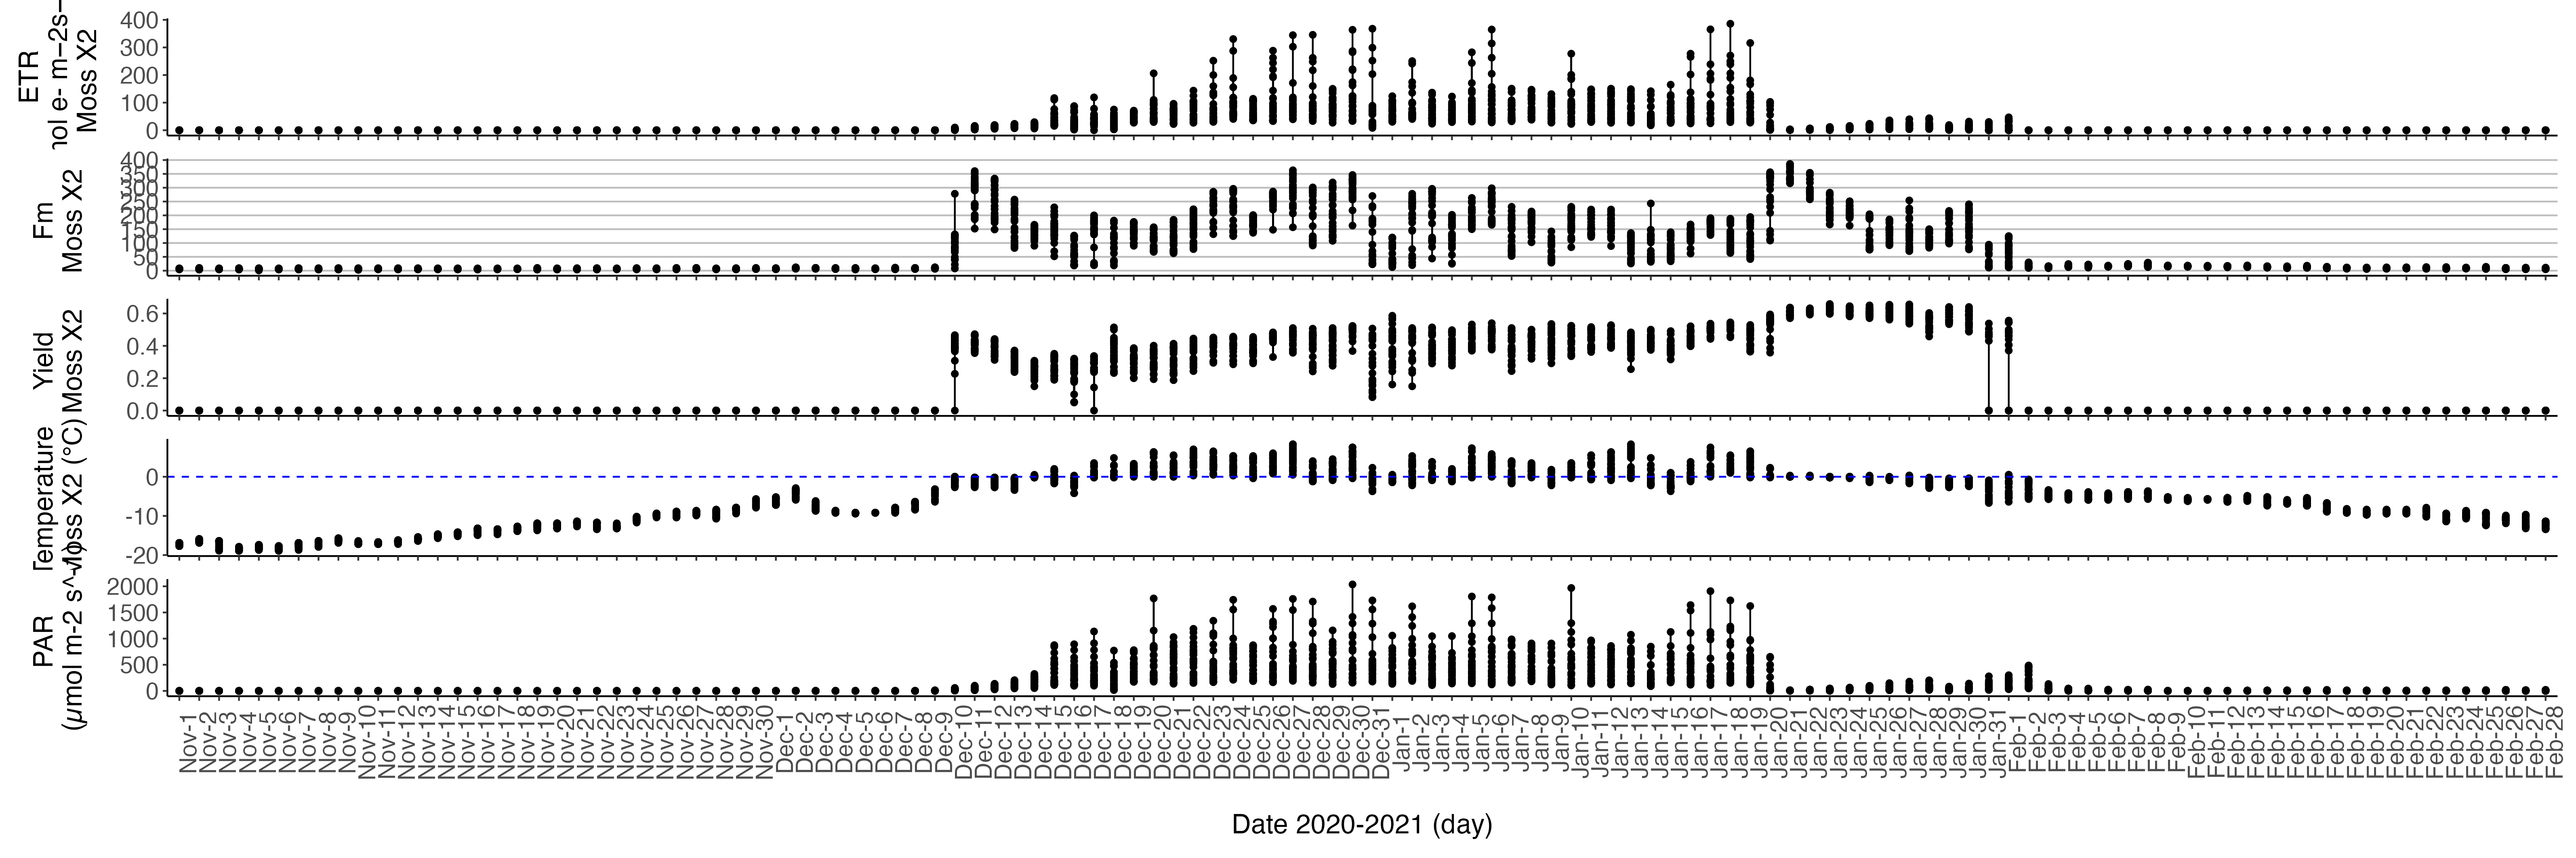 ETR
nol e- m−2s−
Moss X2
400
300
200
100
0
Fm
Moss X2
400
350
300
250
200
150
100
50
0
Yield
Moss X2
0.6
0.4
0.2
0.0
Temperature
Moss X2 (°C)
0
-10
-20
PAR
(µmol m-2 s^-1)
2000
1500
1000
500
0
Nov-1
Nov-2
Nov-3
Nov-4
Nov-5
Nov-6
Nov-7
Nov-8
Nov-9
Nov-10
Nov-11
Nov-12
Nov-13
Nov-14
Nov-15
Nov-16
Nov-17
Nov-18
Nov-19
Nov-20
Nov-21
Nov-22
Nov-23
Nov-24
Nov-25
Nov-26
Nov-27
Nov-28
Nov-29
Nov-30
Dec-1
Dec-2
Dec-3
Dec-4
Dec-5
Dec-6
Dec-7
Dec-8
Dec-9
Dec-10
Dec-11
Dec-12
Dec-13
Dec-14
Dec-15
Dec-16
Dec-17
Dec-18
Dec-19
Dec-20
Dec-21
Dec-22
Dec-23
Dec-24
Dec-25
Dec-26
Dec-27
Dec-28
Dec-29
Dec-30
Dec-31
Jan-1
Jan-2
Jan-3
Jan-4
Jan-5
Jan-6
Jan-7
Jan-8
Jan-9
Jan-10
Jan-11
Jan-12
Jan-13
Jan-14
Jan-15
Jan-16
Jan-17
Jan-18
Jan-19
Jan-20
Jan-21
Jan-22
Jan-23
Jan-24
Jan-25
Jan-26
Jan-27
Jan-28
Jan-29
Jan-30
Jan-31
Feb-1
Feb-2
Feb-3
Feb-4
Feb-5
Feb-6
Feb-7
Feb-8
Feb-9
Feb-10
Feb-11
Feb-12
Feb-13
Feb-14
Feb-15
Feb-16
Feb-17
Feb-18
Feb-19
Feb-20
Feb-21
Feb-22
Feb-23
Feb-24
Feb-25
Feb-26
Feb-27
Feb-28
Date 2020-2021 (day)